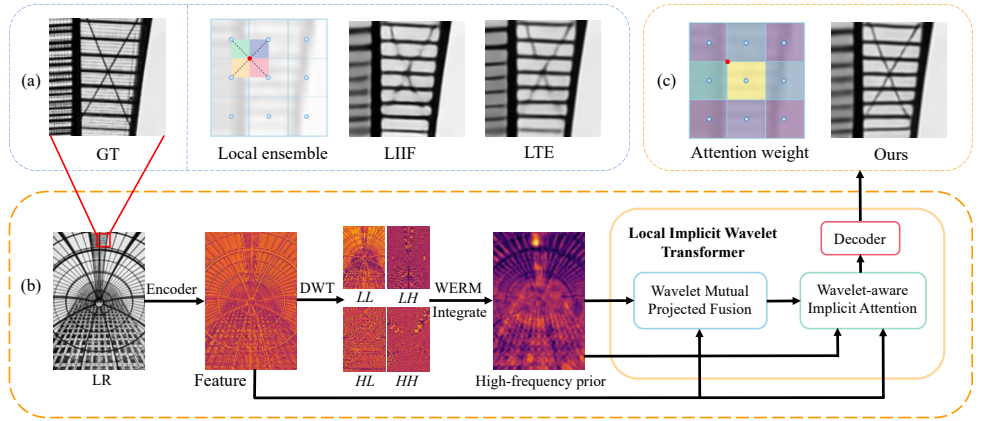 (a)
GT
Local ensemble
LIIF
LTE
(c)
Attention weight
Ours
(b)
LR
Encoder
Feature
DWT
LL
LH
HL
HH
WERM
Integrate
High-frequency prior
Local Implicit Wavelet
Transformer
Wavelet Mutual
Projected Fusion
Decoder
Wavelet-aware
Implicit Attention